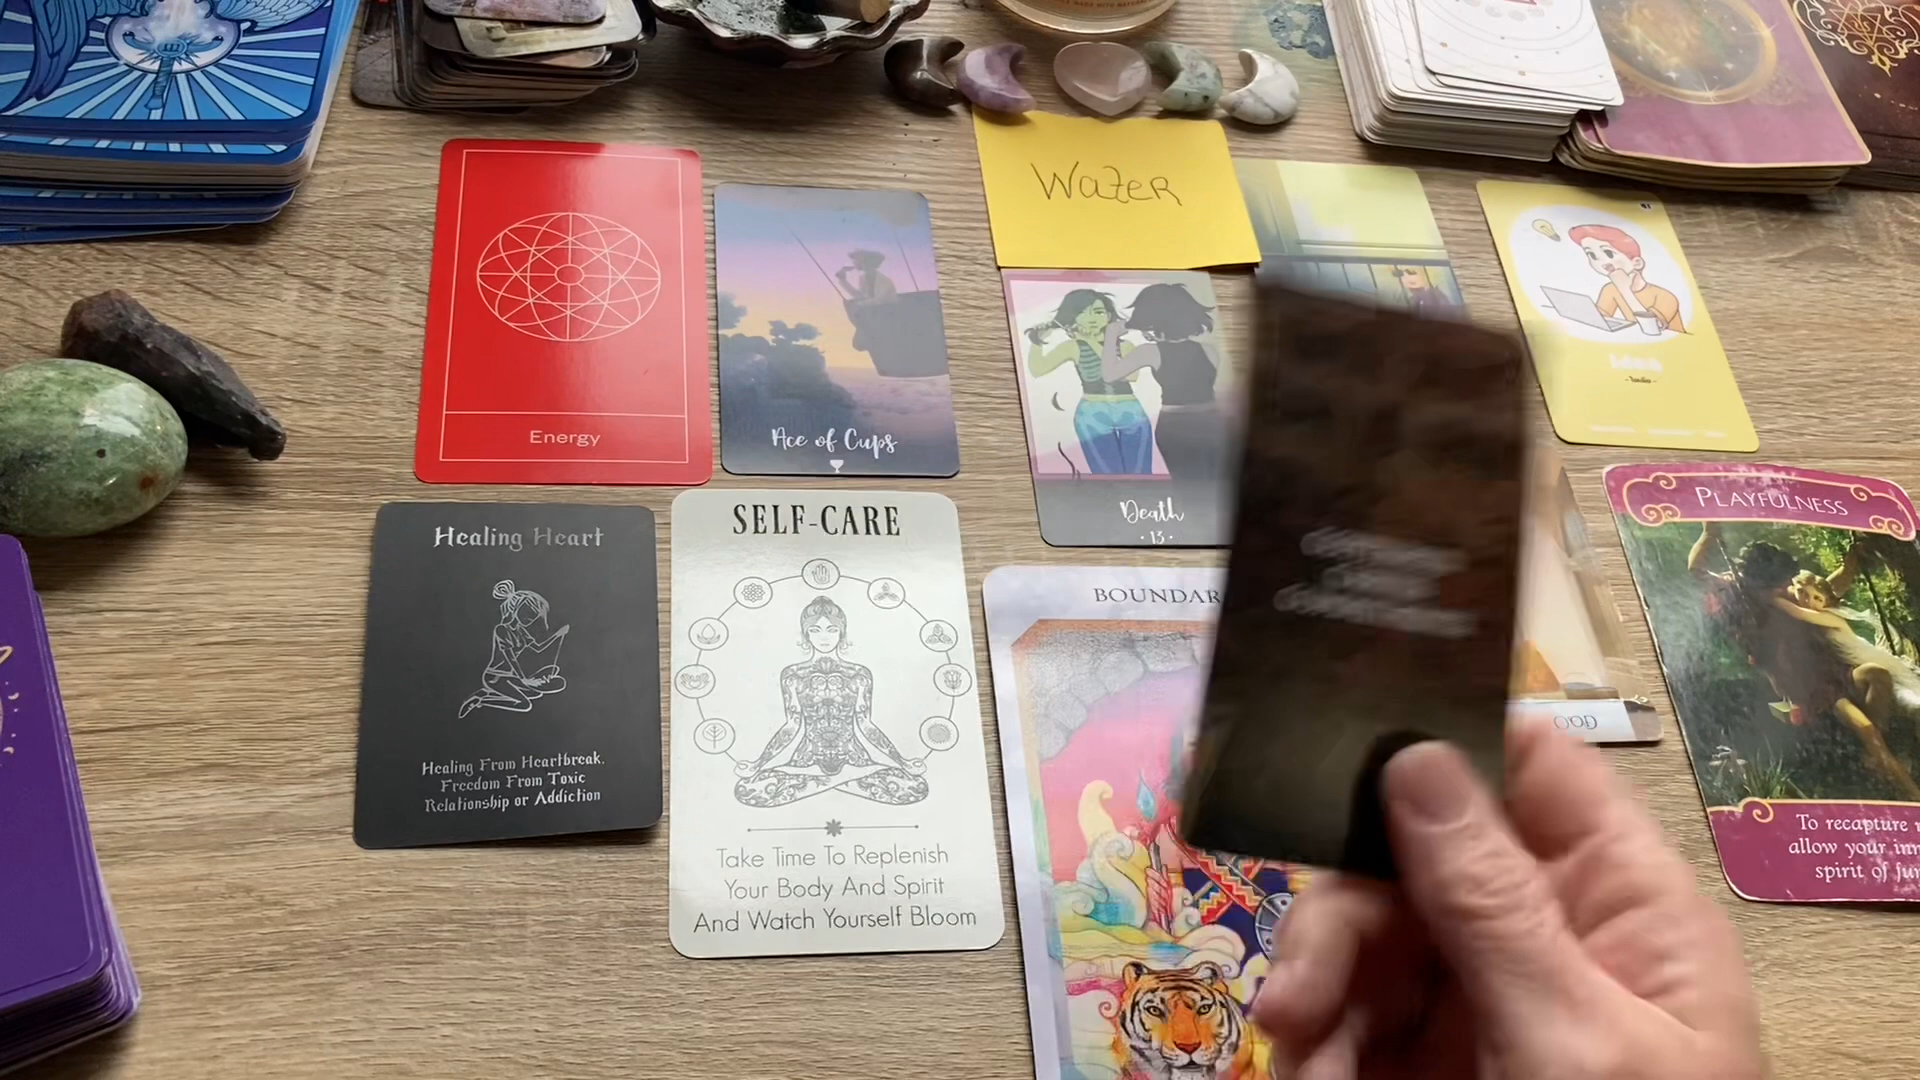 WaTER
Energy
Ace of Cups
Death
· 13 ·
Healing Heart
Healing From Heartbreak.
Freedom From Toxic
Relationship or Addiction
SELF-CARE
Take Time To Replenish
Your Body And Spirit
And Watch Yourself Bloom
PLAYFULNESS
To recapture
allow your
spirit of